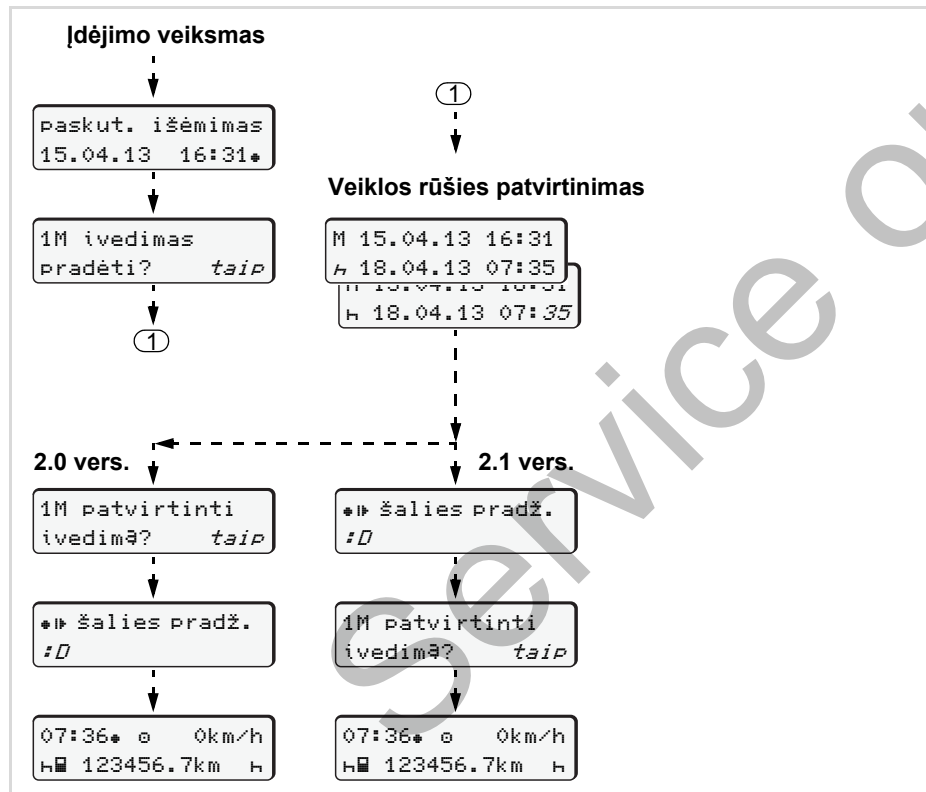 Įdėjimo veiksmas
paskut. išėmimas
15.04.13 16:31
1M ivedimas
pradėti? taip
1
1
Veiklos rūšies patvirtinimas
M 15.04.13 16:31
18.04.13 07:35
18.04.13 07:35
2.0 vers.
1M patvirtinti
ivedimą? taip
šalies pradž.
:D
07:36 0km/h
123456.7km
2.1 vers.
šalies pradž.
:D
1M patvirtinti
ivedimą? taip
07:36 0km/h
123456.7km
Service